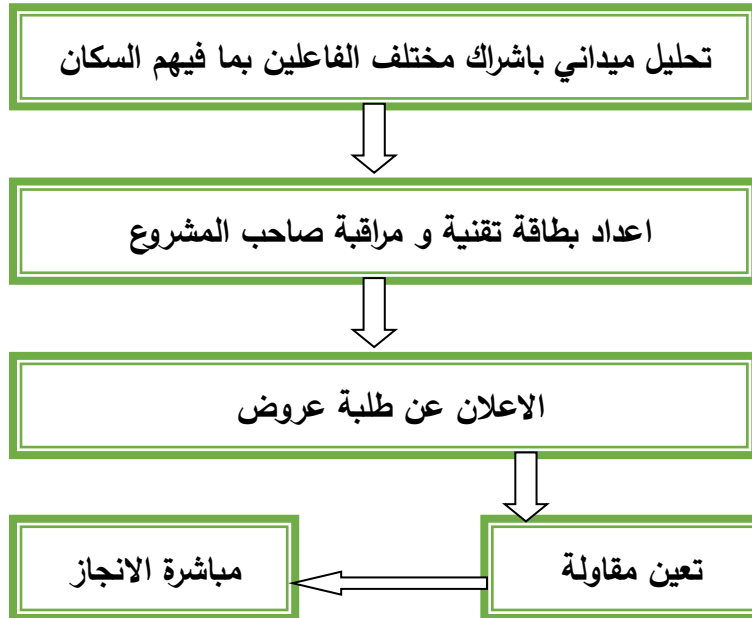 تحليل ميداني باشراك مختلف الفاعلين بما فيهم السكان
اعداد بطاقة تقنية و مراقبة صاحب المشروع
الاعلان عن طلبة عروض
تعين مقاولة
مباشرة الانجاز